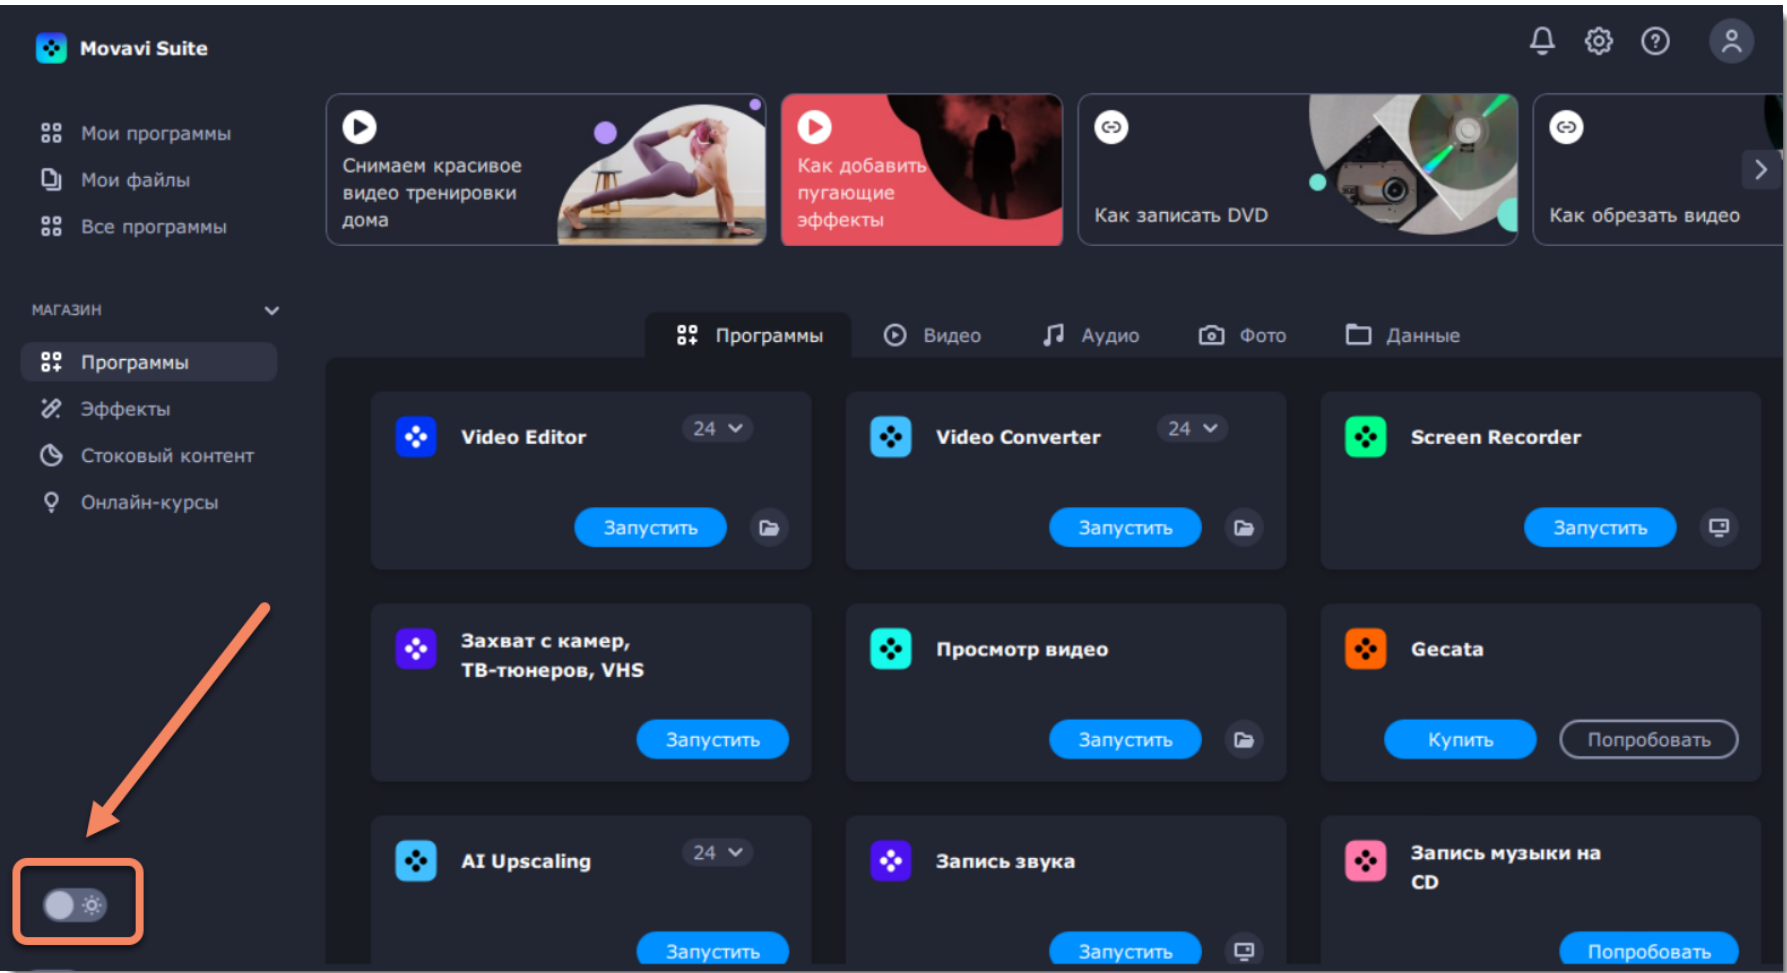 Movavi Suite
Мои программы
Мои файлы
Все программы
МАГАЗИН
Программы
Эффекты
Стоковый контент
Онлайн-курсы
Снимаем красивое
видео тренировки
дома
Как добавить
пугающие
эффекты
Как записать DVD
Как обрезать видео
Программы
Видео
Аудио
Фото
Данные
Video Editor
24
Запустить
Video Converter
24
Запустить
Screen Recorder
Запустить
Захват с камер,
ТВ-тюнеров, VHS
Запустить
Просмотр видео
Запустить
Gecata
Купить
Попробовать
AI Upscaling
24
Запустить
Запись звука
Запустить
Запись музыки на
CD
Попробовать